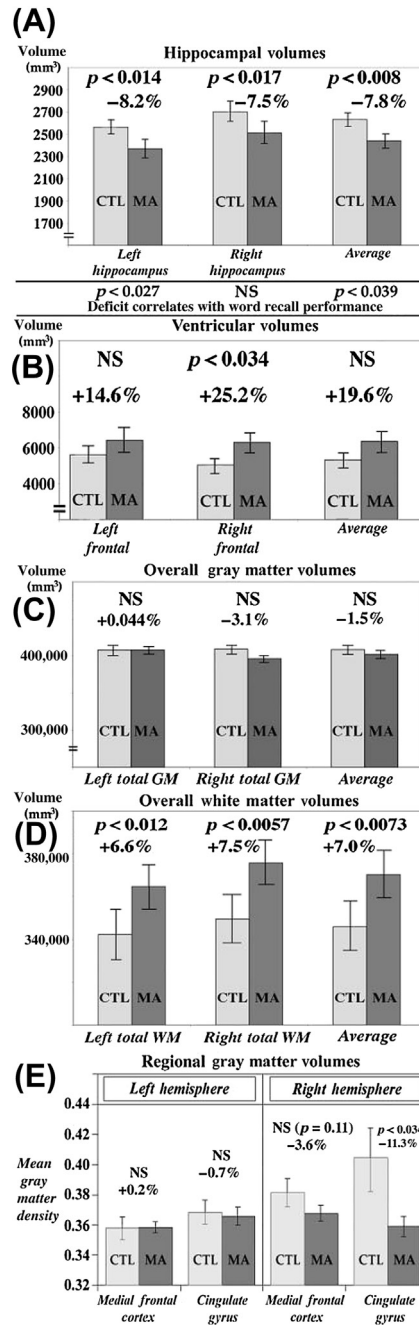 (A)
Hippocampal volumes
Volume
(mm³)
p<0.014 p<0.017 p<0.008
−8.2% −7.5% −7.8%
2900
2700
2500
2300
2100
1900
1700
CTL MA CTL MA CTL MA
Left hippocampus Right hippocampus Average
p<0.027 NS p<0.039
Deficit correlates with word recall performance
Ventricular volumes
Volume
(mm³)
(B)
NS p<0.034 NS
+14.6% +25.2% +19.6%
8000
6000
4000
CTL MA CTL MA CTL MA
Left frontal Right frontal Average
Volume
(mm³)
Overall gray matter volumes
(C)
NS NS NS
+0.044% −3.1% −1.5%
400,000
300,000
CTL MA CTL MA CTL MA
Left total GM Right total GM Average
Volume
(mm³)
Overall white matter volumes
(D)
p<0.012 p<0.0057 p<0.0073
+6.6% +7.5% +7.0%
380,000
340,000
CTL MA CTL MA CTL MA
Left total WM Right total WM Average
(E)
Regional gray matter volumes
Left hemisphere Right hemisphere
0.44
0.42
0.40
0.38
0.36
0.34
0.32
Mean
gray
matter
density
NS NS NS (p = 0.11)
+0.2% −0.7% −3.6% −11.3%
CTL MA CTL MA CTL MA CTL MA
Medial frontal cortex Cingulate gyrus Medial frontal cortex Cingulate gyrus